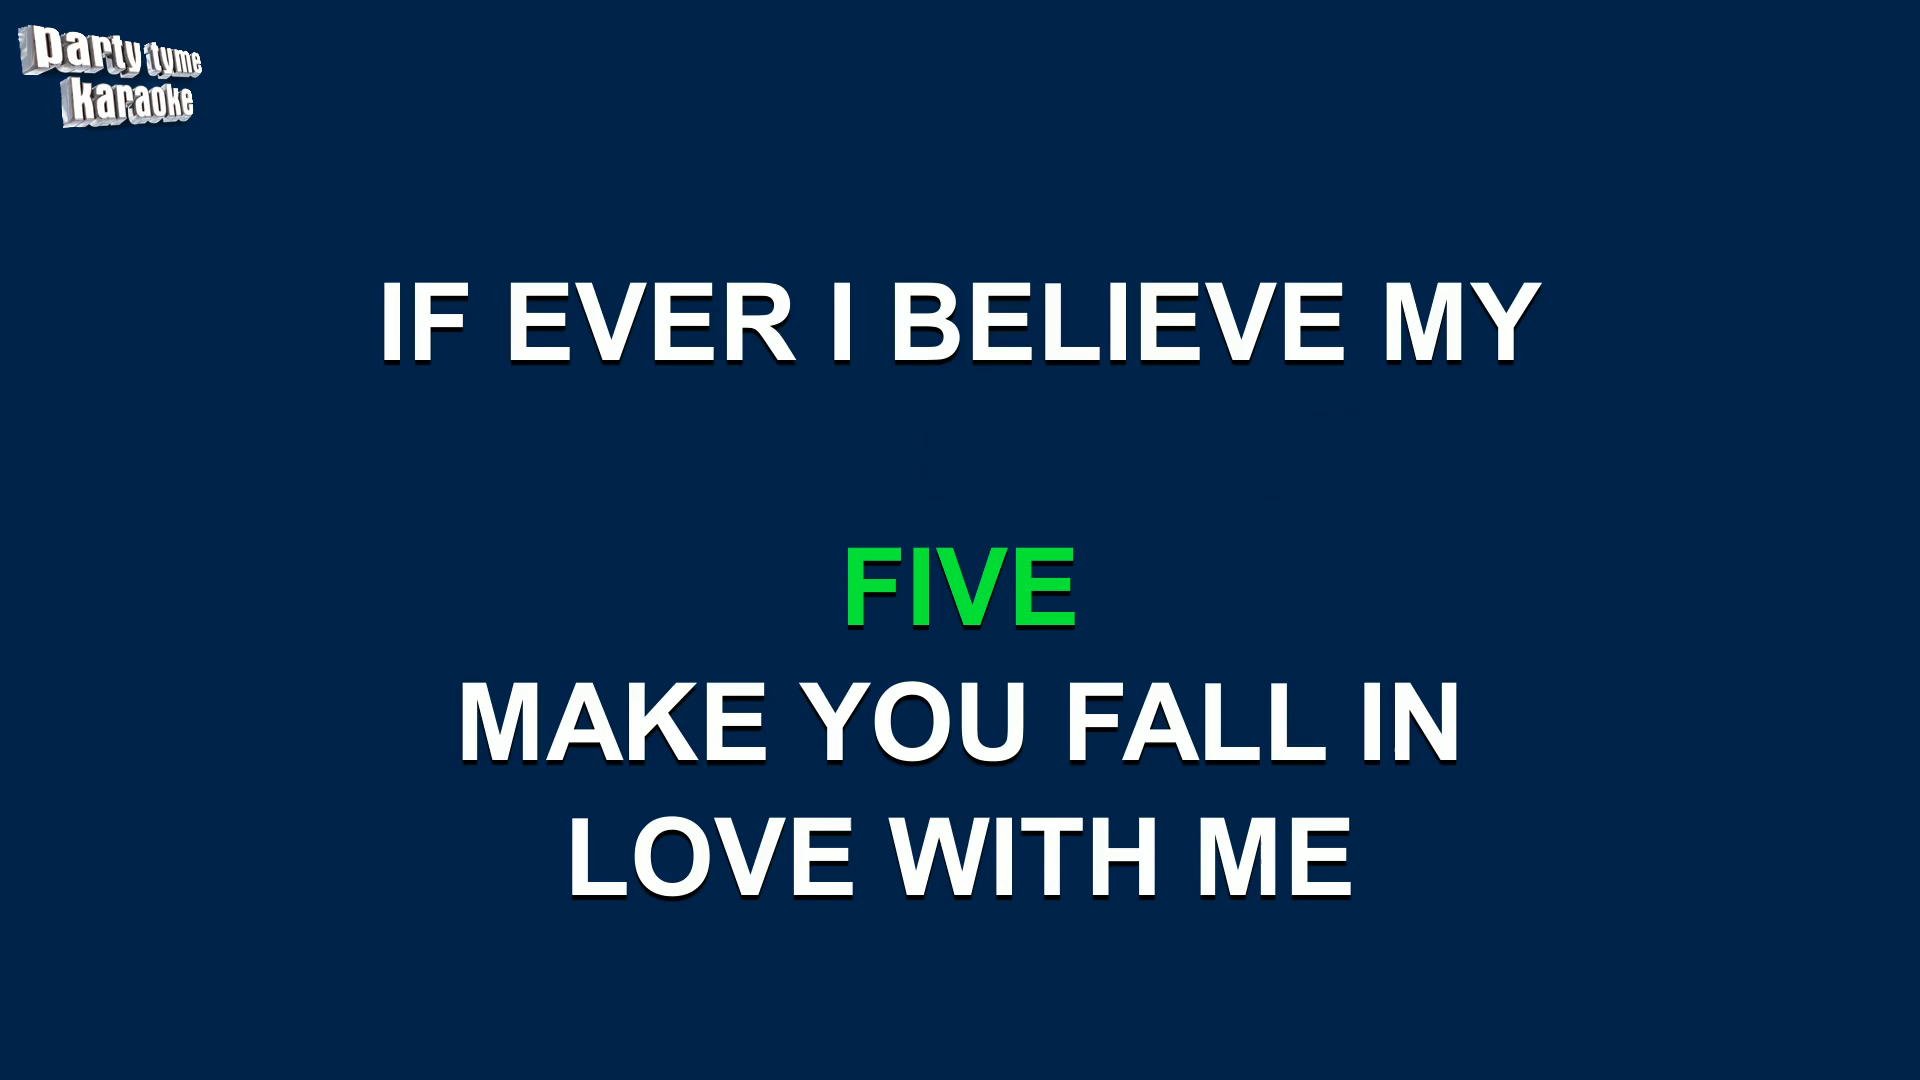 party tyme
karaoke
IF EVER I BELIEVE MY
FIVE
MAKE YOU FALL IN
LOVE WITH ME